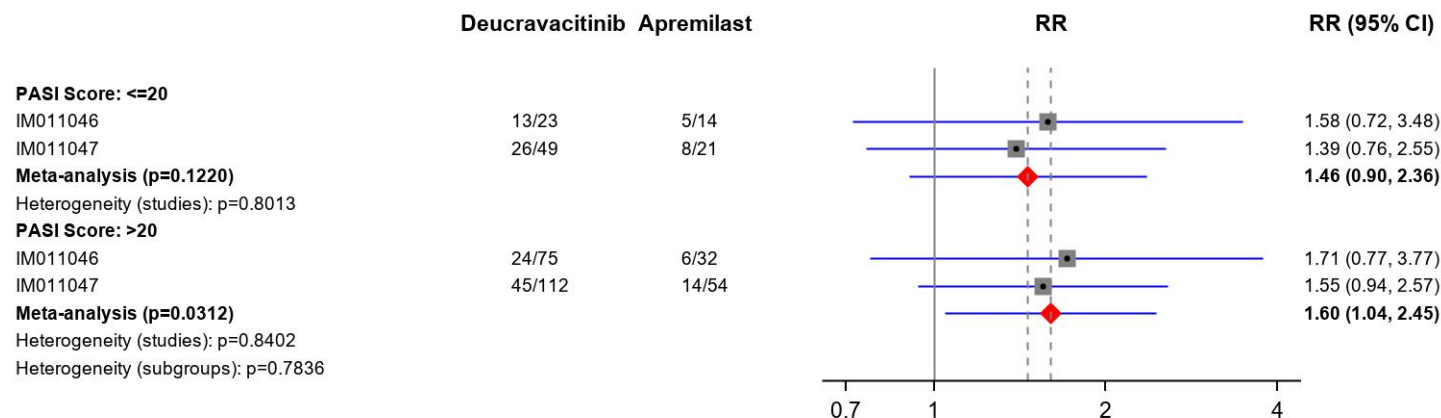 Deucravacitinib Apremilast RR RR (95% CI)
PASI Score: <=20
IM011046 13/23 5/14 1.58 (0.72, 3.48)
IM011047 26/49 8/21 1.39 (0.76, 2.55)
Meta-analysis (p=0.1220) 1.46 (0.90, 2.36)
Heterogeneity (studies): p=0.8013
PASI Score: >20
IM011046 24/75 6/32 1.71 (0.77, 3.77)
IM011047 45/112 14/54 1.55 (0.94, 2.57)
Meta-analysis (p=0.0312) 1.60 (1.04, 2.45)
Heterogeneity (studies): p=0.8402
Heterogeneity (subgroups): p=0.7836
0.7 1 2 4